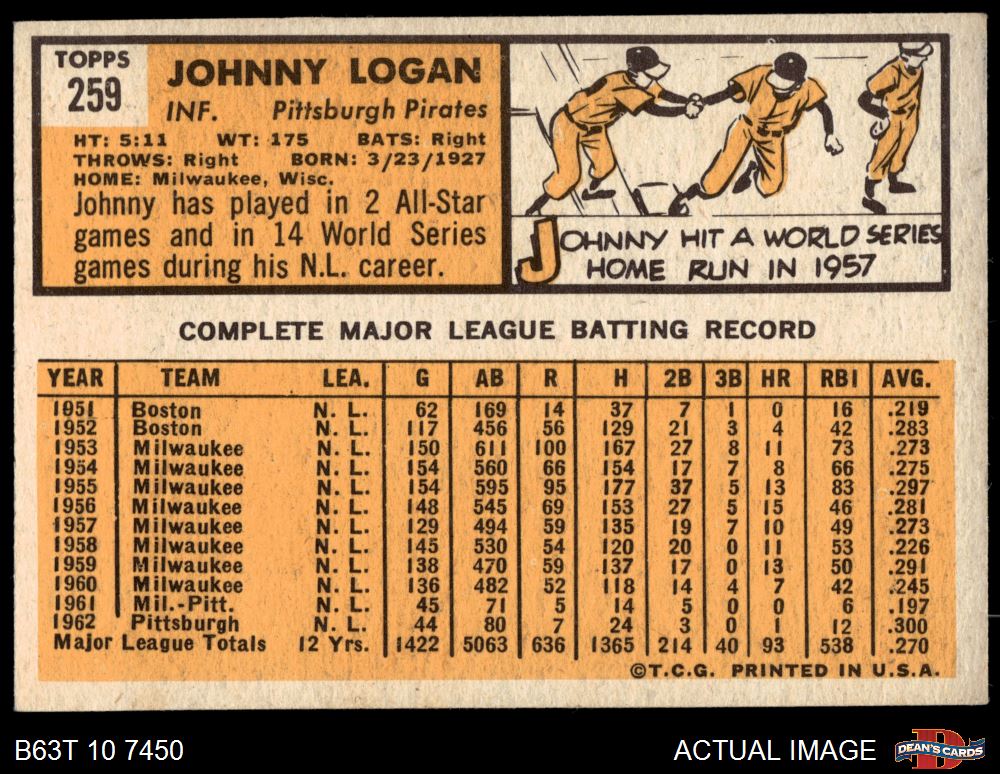 TOPPS
259
JOHNNY LOGAN
INF. Pittsburgh Pirates
HT: 5:11 WT: 175 BATS: Right
THROWS: Right BORN: 3/23/1927
HOME: Milwaukee, Wisc.
Johnny has played in 2 All-Star
games and in 14 World Series
games during his N.L. career.
JOHNNY HIT A WORLD SERIES
HOME RUN IN 1957
COMPLETE MAJOR LEAGUE BATTING RECORD
YEAR TEAM LEA. G AB R H 2B 3B HR RBI AVG.
1951 Boston N. L. 62 169 14 37 7 1 0 16 .219
1952 Boston N. L. 117 456 56 129 21 3 4 42 .283
1953 Milwaukee N. L. 150 611 100 167 27 8 11 73 .273
1954 Milwaukee N. L. 154 560 66 154 17 7 8 66 .275
1955 Milwaukee N. L. 154 595 95 177 37 5 13 83 .297
1956 Milwaukee N. L. 148 545 69 153 27 5 15 46 .281
1957 Milwaukee N. L. 129 494 59 135 19 7 10 49 .273
1958 Milwaukee N. L. 145 530 54 120 20 0 11 53 .226
1959 Milwaukee N. L. 138 470 59 137 17 0 13 50 .291
1960 Milwaukee N. L. 136 482 52 118 14 4 7 42 .245
1961 Mil.-Pitt. N. L. 45 71 5 14 5 0 0 6 .197
1962 Pittsburgh N. L. 44 80 7 24 3 0 1 12 .300
Major League Totals 12 Yrs. 1422 5063 636 1365 214 40 93 538 .270
©T.C.G. PRINTED IN U.S.A.
B63T 10 7450 ACTUAL IMAGE
D
DEAN'S CARDS